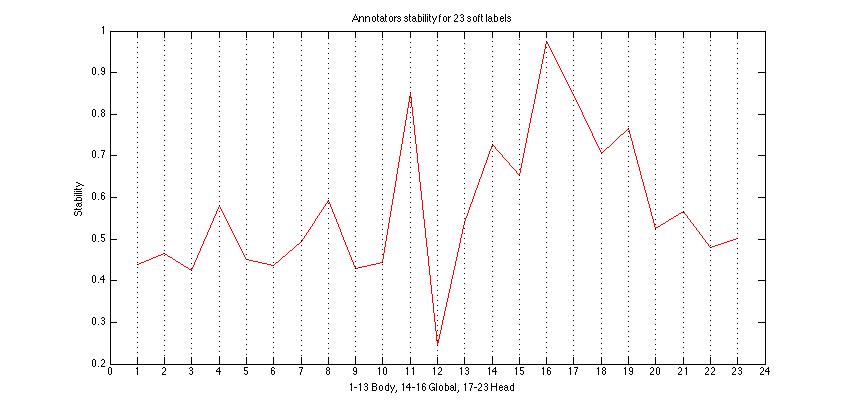 Annotators stability for 23 soft labels
1
0.9
0.8
0.7
0.6
0.5
0.4
0.3
0.2
Stability
0 1 2 3 4 5 6 7 8 9 10 11 12 13 14 15 16 17 18 19 20 21 22 23 24
1-13 Body, 14-16 Global, 17-23 Head